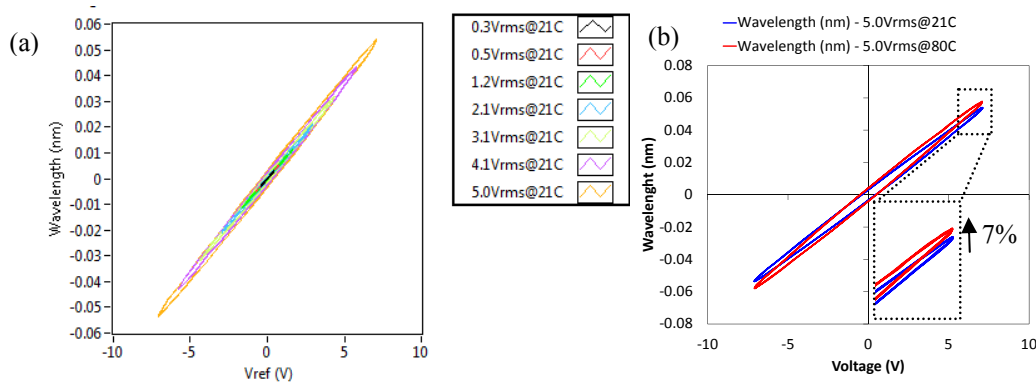 (a)
0.06
0.05
0.04
0.03
0.02
0.01
0
-0.01
-0.02
-0.03
-0.04
-0.05
-0.06
Wavelength (nm)
-10
-5
0
5
10
Vref (V)
0.3Vrms@21C
0.5Vrms@21C
1.2Vrms@21C
2.1Vrms@21C
3.1Vrms@21C
4.1Vrms@21C
5.0Vrms@21C
(b)
Wavelength (nm) - 5.0Vrms@21C
Wavelength (nm) - 5.0Vrms@80C
0.08
0.06
0.04
0.02
0
-0.02
-0.04
-0.06
-0.08
Wavelenght (nm)
7%
-10
-5
0
5
10
Voltage (V)